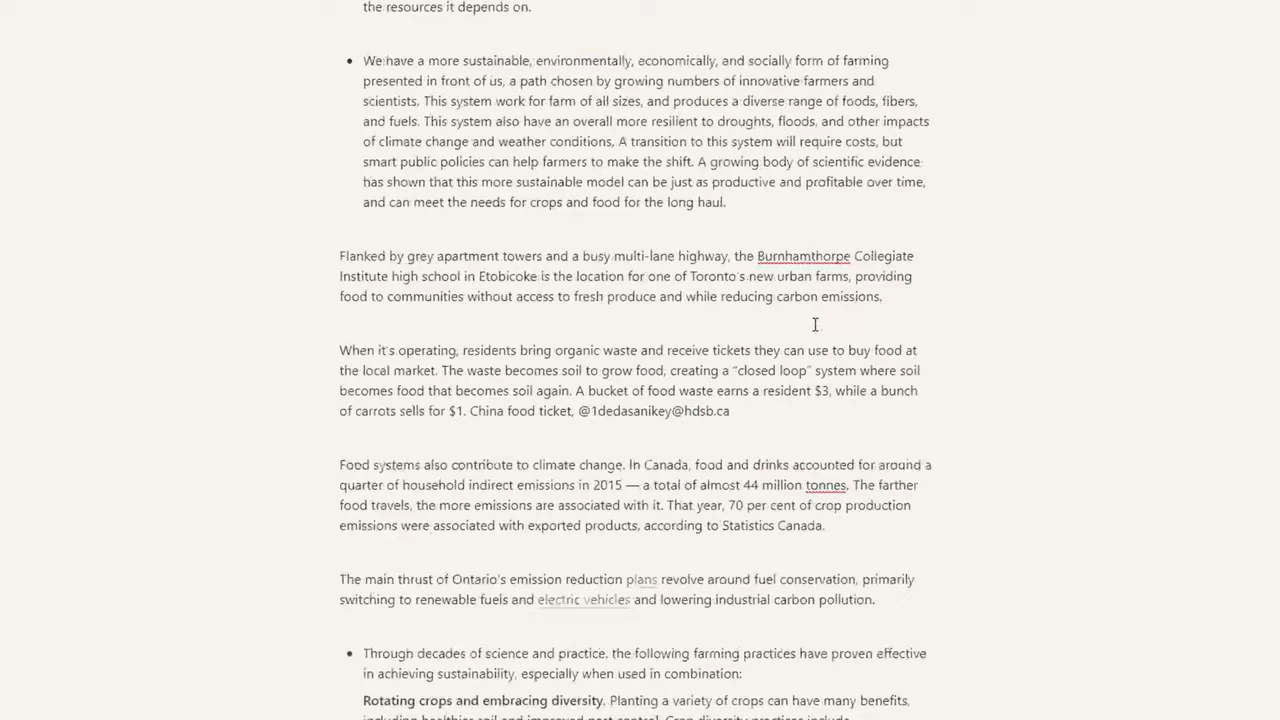 the resources it depends on.
• We have a more sustainable, environmentally, economically, and socially form of farming
presented in front of us, a path chosen by growing numbers of innovative farmers and
scientists. This system work for farm of all sizes, and produces a diverse range of foods, fibers,
and fuels. This system also have an overall more resilient to droughts, floods, and other impacts
of climate change and weather conditions, A transition to this system will require costs, but
smart public policies can help farmers to make the shift. A growing body of scientific evidence
has shown that this more sustainable model can be just as productive and profitable over time,
and can meet the needs for crops and food for the long haul.
Flanked by grey apartment towers and a busy multi-lane highway, the Burnhamthorpe Collegiate
Institute high school in Etobicoke is the location for one of Toronto's new urban farms, providing
food to communities without access to fresh produce and while reducing carbon emissions.
When it's operating, residents bring organic waste and receive tickets they can use to buy food at
the local market. The waste becomes soil to grow food, creating a “closed loop” system where soil
becomes food that becomes soil again. A bucket of food waste earns a resident $3, while a bunch
of carrots sells for $1. China food ticket, @1dedasanikey@hdsb.ca
Food systems also contribute to climate change. In Canada, food and drinks accounted for around a
quarter of household indirect emissions in 2015 — a total of almost 44 million tonnes. The farther
food travels, the more emissions are associated with it. That year, 70 per cent of crop production
emissions were associated with exported products, according to Statistics Canada.
The main thrust of Ontario's emission reduction plans revolve around fuel conservation, primarily
switching to renewable fuels and electric vehicles and lowering industrial carbon pollution.
• Through decades of science and practice, the following farming practices have proven effective
in achieving sustainability, especially when used in combination:
Rotating crops and embracing diversity. Planting a variety of crops can have many benefits,
including healthier soil and improved pest control. Crop diversity practices include